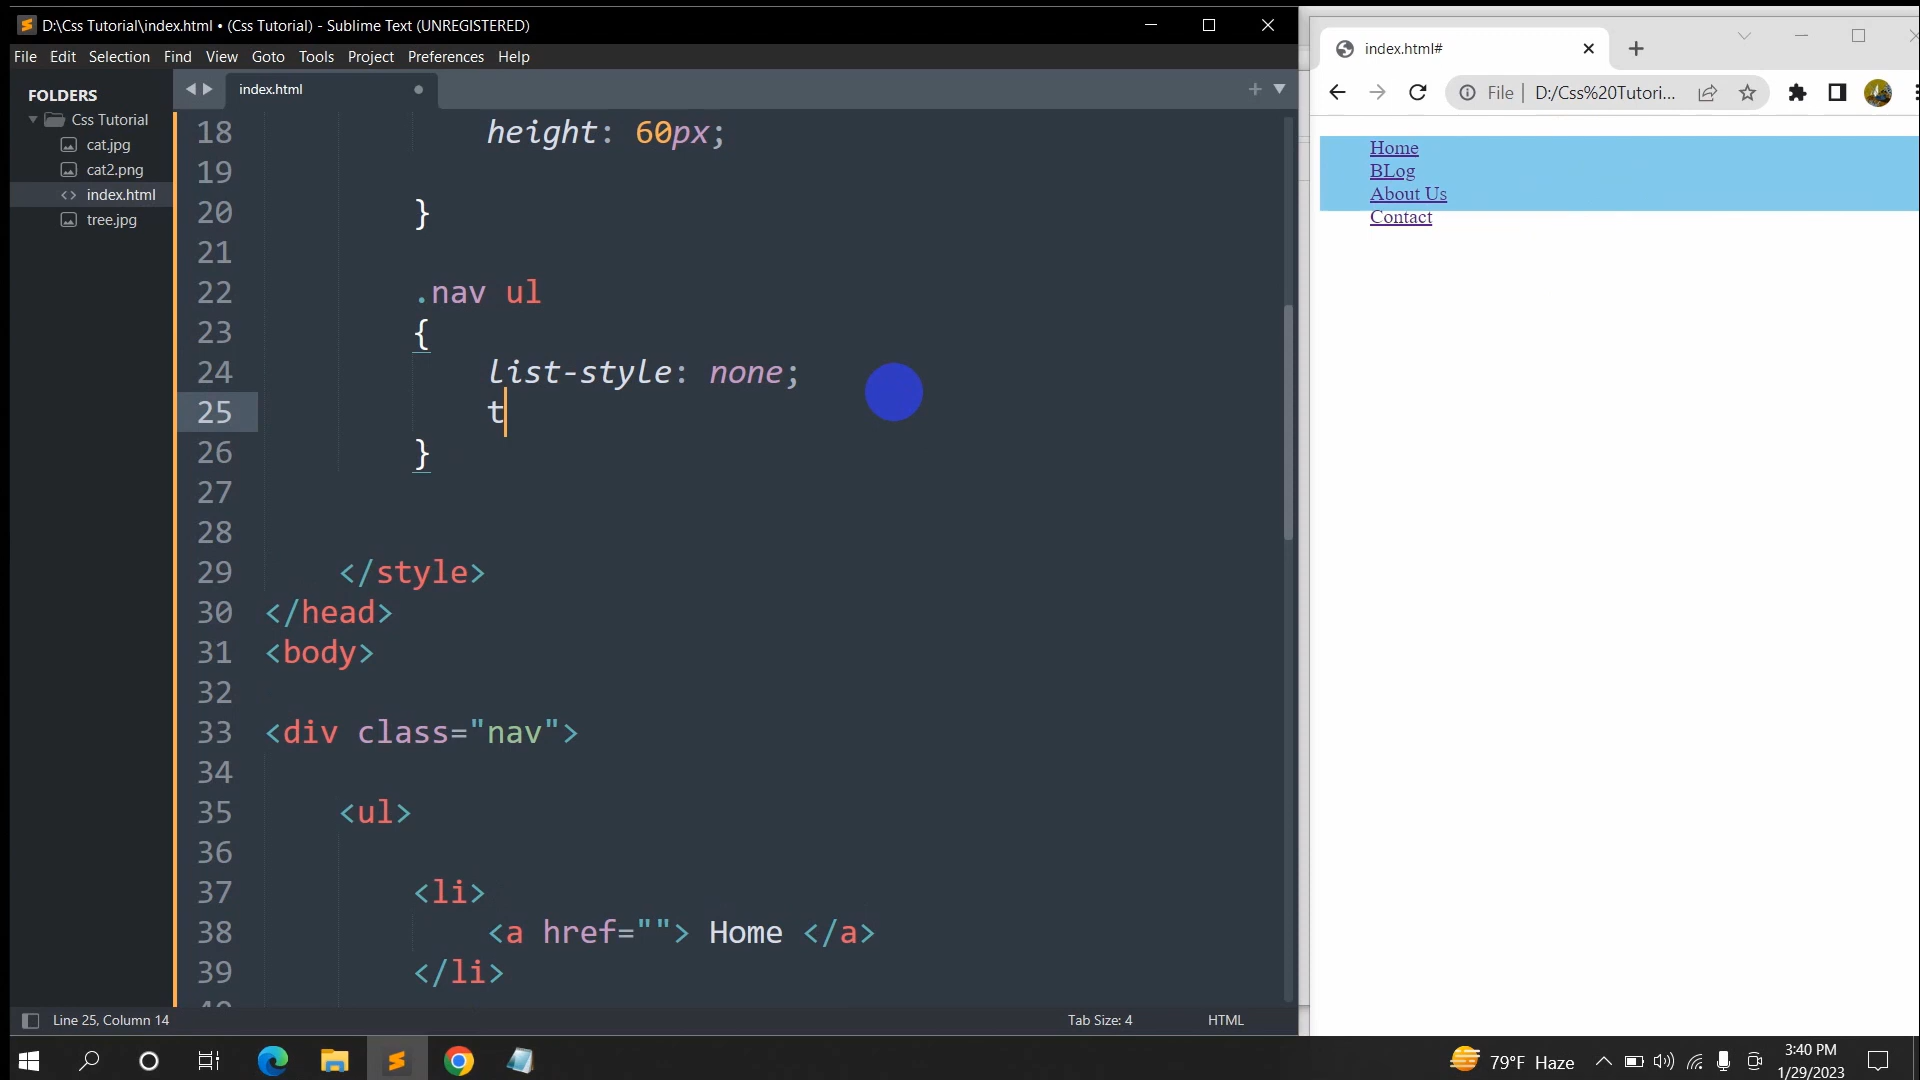 D:\Css Tutorial\index.html • (Css Tutorial) - Sublime Text (UNREGISTERED)
File Edit Selection Find View Goto Tools Project Preferences Help
FOLDERS
Css Tutorial
cat.jpg
cat2.png
index.html
tree.jpg
index.html
18 height: 60px;
19
20 }
21
22 .nav ul
23 {
24 list-style: none;
25 t
26 }
27
28
29 </style>
30 </head>
31 <body>
32
33 <div class="nav">
34
35 <ul>
36
37 <li>
38 <a href=""> Home </a>
39 </li>
Line 25, Column 14
Tab Size: 4
HTML
index.html#
File | D:/Css%20Tutori...
Home
BLog
About Us
Contact
79°F Haze
3:40 PM
1/29/2023